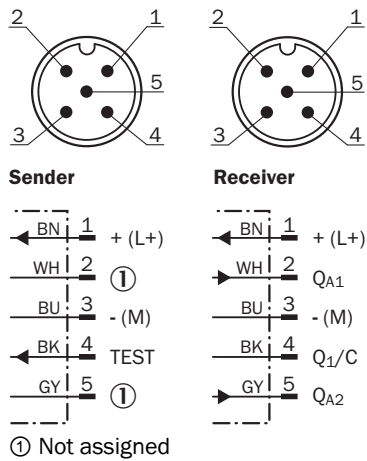 2 1 2 1
5 5
3 4 3 4
Sender Receiver
BN 1 + (L+)
WH 2 ①
BU 3 - (M)
BK 4 TEST
GY 5 ①
BN 1 + (L+)
WH 2 QA1
BU 3 - (M)
BK 4 Q1/C
GY 5 QA2
① Not assigned